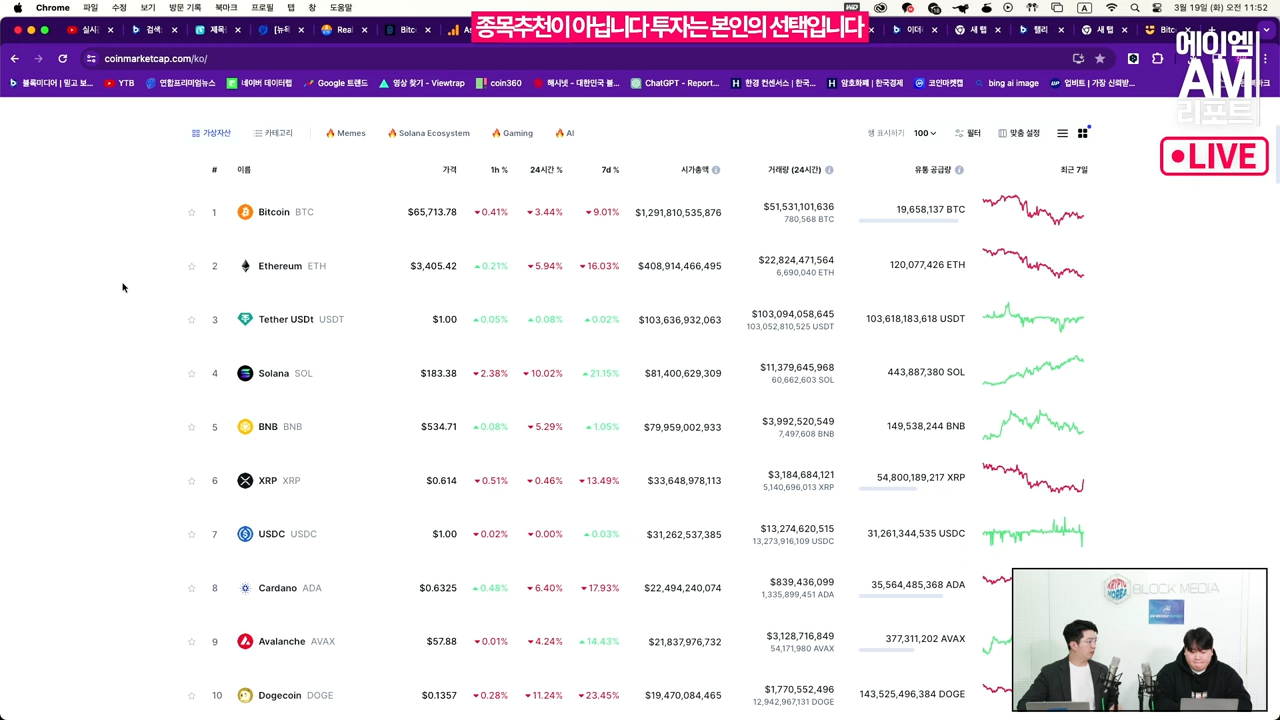 Chrome 파일 수정 보기 방문 기록 북마크 프로필 탭 창 도움말
3월 19일 (화) 오전 11:52
종목추천이 아닙니다 투자는 본인의 선택입니다
에이엠
AM
리포트
LIVE
coinmarketcap.com/ko/
블록미디어 | 믿고 보... YTB 연합프리미엄뉴스 네이버 데이터랩 Google 트렌드 영상 찾기 - Viewtrap coin360 해시넷 - 대한민국 블... ChatGPT - Report... 한경 컨센서스 | 한국... 암호화폐 | 한국경제 코인마켓캡 bing ai image 업비트 | 가장 신뢰받...
가상자산 카테고리 Memes Solana Ecosystem Gaming AI 행 표시하기 100 필터 맞춤 설정
# 이름 가격 1h % 24시간 % 7d % 시가총액 거래량 (24시간) 유통 공급량 최근 7일
1 Bitcoin BTC $65,713.78 0.41% 3.44% 9.01% $1,291,810,535,876 $51,531,101,636 19,658,137 BTC
780,568 BTC
2 Ethereum ETH $3,405.42 0.21% 5.94% 16.03% $408,914,466,495 $22,824,471,564 120,077,426 ETH
6,690,040 ETH
3 Tether USDt USDT $1.00 0.05% 0.08% 0.02% $103,636,932,063 $103,094,058,645 103,618,183,618 USDT
103,052,810,525 USDT
4 Solana SOL $183.38 2.38% 10.02% 21.15% $81,400,629,309 $11,379,645,968 443,887,380 SOL
60,662,603 SOL
5 BNB BNB $534.71 0.08% 5.29% 1.05% $79,959,002,933 $3,992,520,549 149,538,244 BNB
7,497,608 BNB
6 XRP XRP $0.614 0.51% 0.46% 13.49% $33,648,978,113 $3,184,684,121 54,800,189,217 XRP
5,140,696,013 XRP
7 USDC USDC $1.00 0.02% 0.00% 0.03% $31,262,537,385 $13,274,620,515 31,261,344,535 USDC
13,273,916,109 USDC
8 Cardano ADA $0.6325 0.48% 6.40% 17.93% $22,494,240,074 $839,436,099 35,564,485,368 ADA
1,335,899,451 ADA
9 Avalanche AVAX $57.88 0.01% 4.24% 14.43% $21,837,976,732 $3,128,716,849 377,311,202 AVAX
54,171,980 AVAX
10 Dogecoin DOGE $0.1357 0.28% 11.24% 23.45% $19,470,084,465 $1,770,552,496 143,525,496,384 DOGE
12,942,967,131 DOGE
BLOCK MEDIA